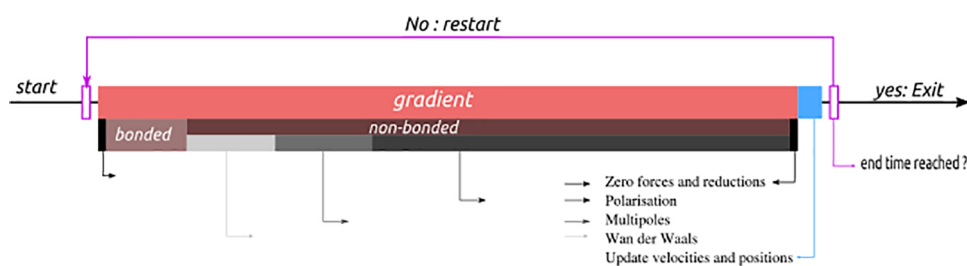 No : restart
start
gradient
yes: Exit
bonded
non-bonded
end time reached ?
Zero forces and reductions
Polarisation
Multipoles
Wan der Waals
Update velocities and positions